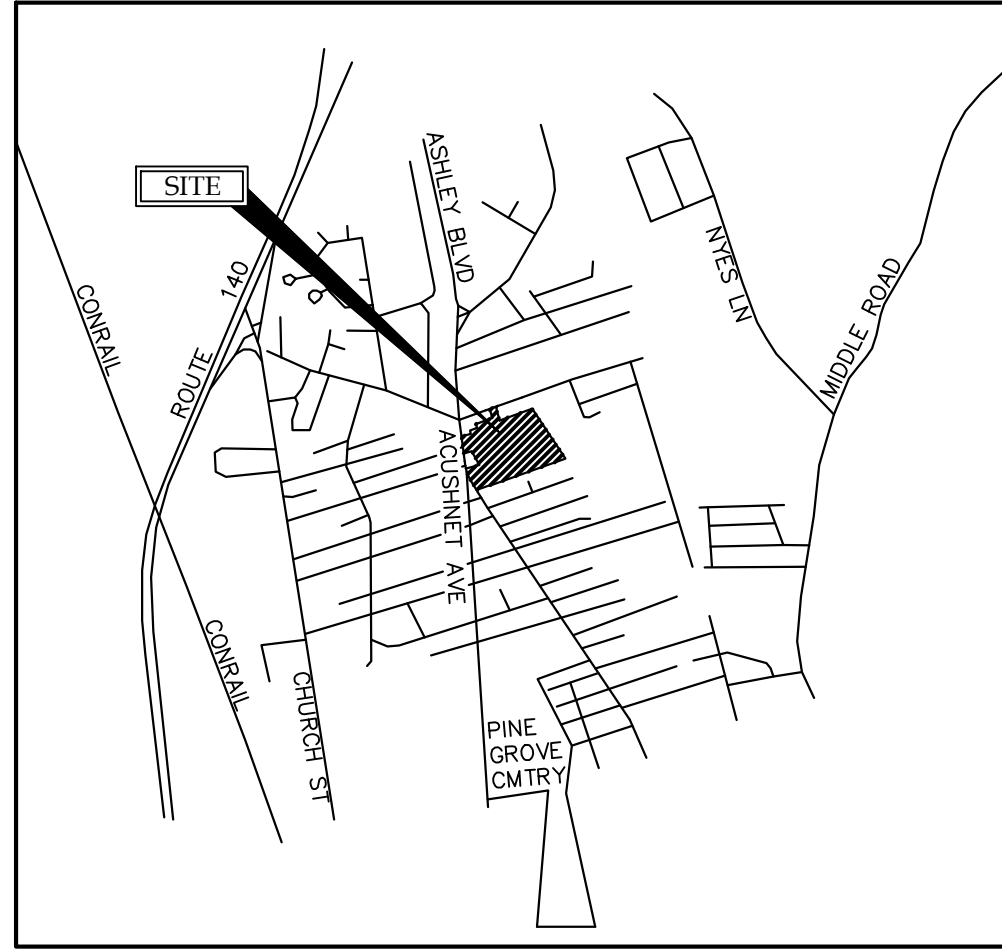 SITE
ASHLEY BLVD
CONRAIL
ROUTE 140
NYES LN
MIDDLE ROAD
ACUSHNET AVE
CONRAIL
CHURCH ST
PINE
GROVE
CMTRY